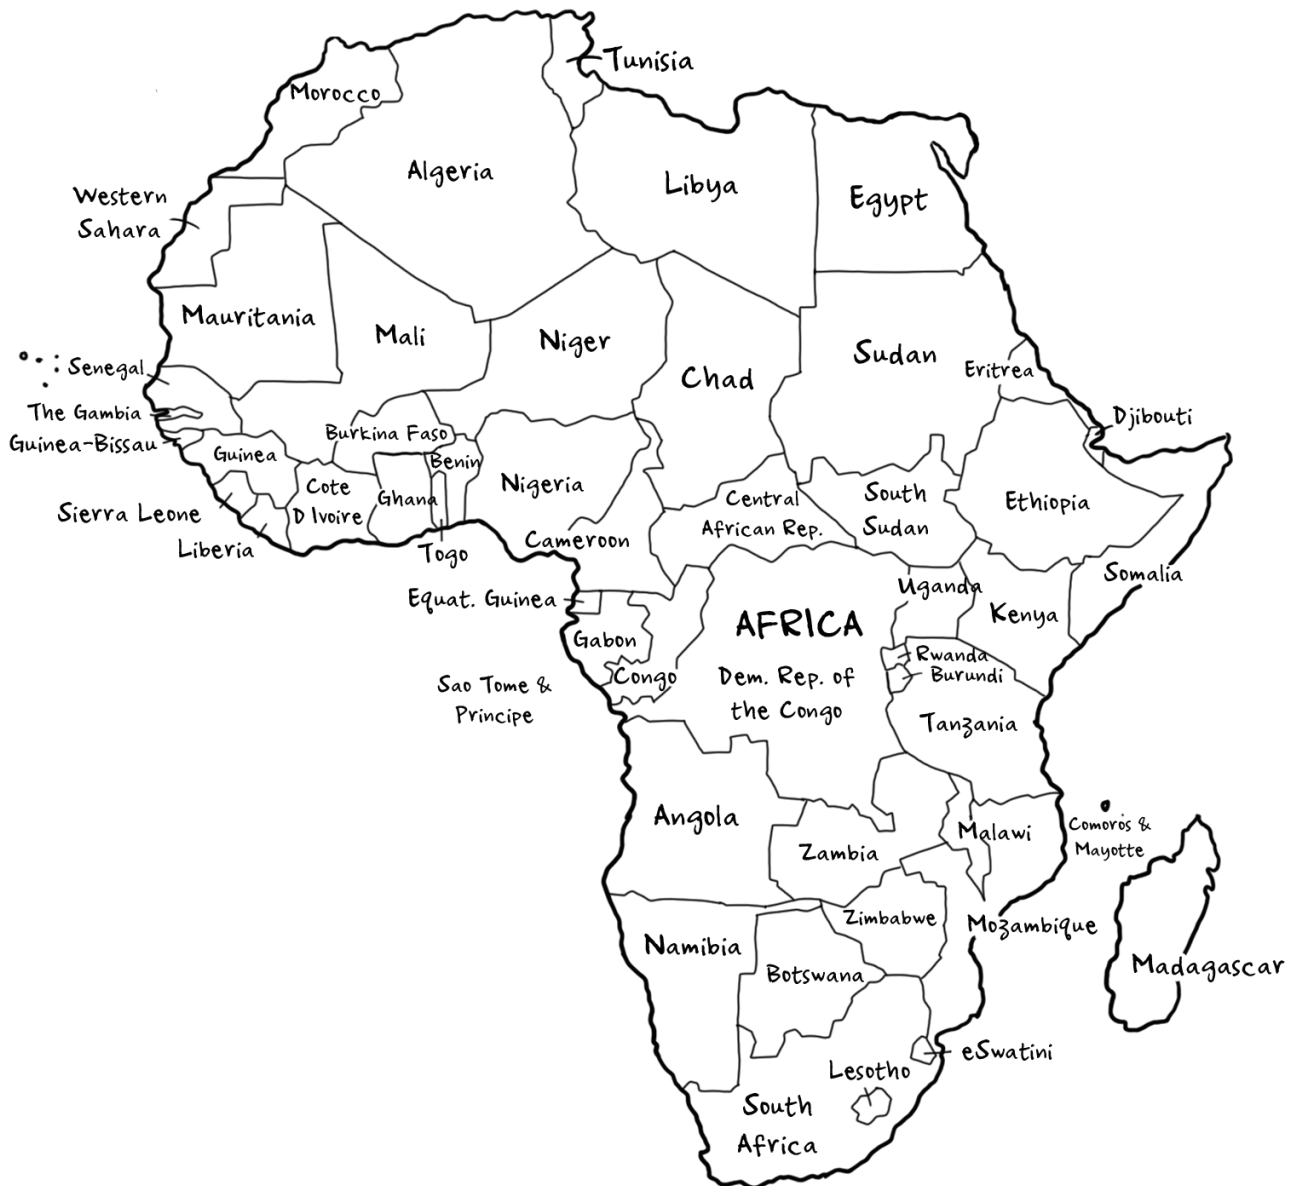 Tunisia
Morocco
Algeria
Libya
Egypt
Western
Sahara
Mauritania
Mali
Niger
Chad
Sudan
Eritrea
Senegal
The Gambia
Guinea-Bissau
Djibouti
Burkina Faso
Guinea
Benin
Nigeria
Cote
D Ivoire
Ghana
Central
African Rep.
South
Sudan
Ethiopia
Sierra Leone
Liberia
Togo
Cameroon
Somalia
Equat. Guinea
Uganda
Kenya
AFRICA
Gabon
Rwanda
Burundi
Congo
Dem. Rep. of
the Congo
Sao Tome &
Principe
Tanzania
Angola
Zambia
Malawi
Comoros &
Mayotte
Zimbabwe
Mozambique
Namibia
Botswana
Madagascar
eSwatini
Lesotho
South
Africa